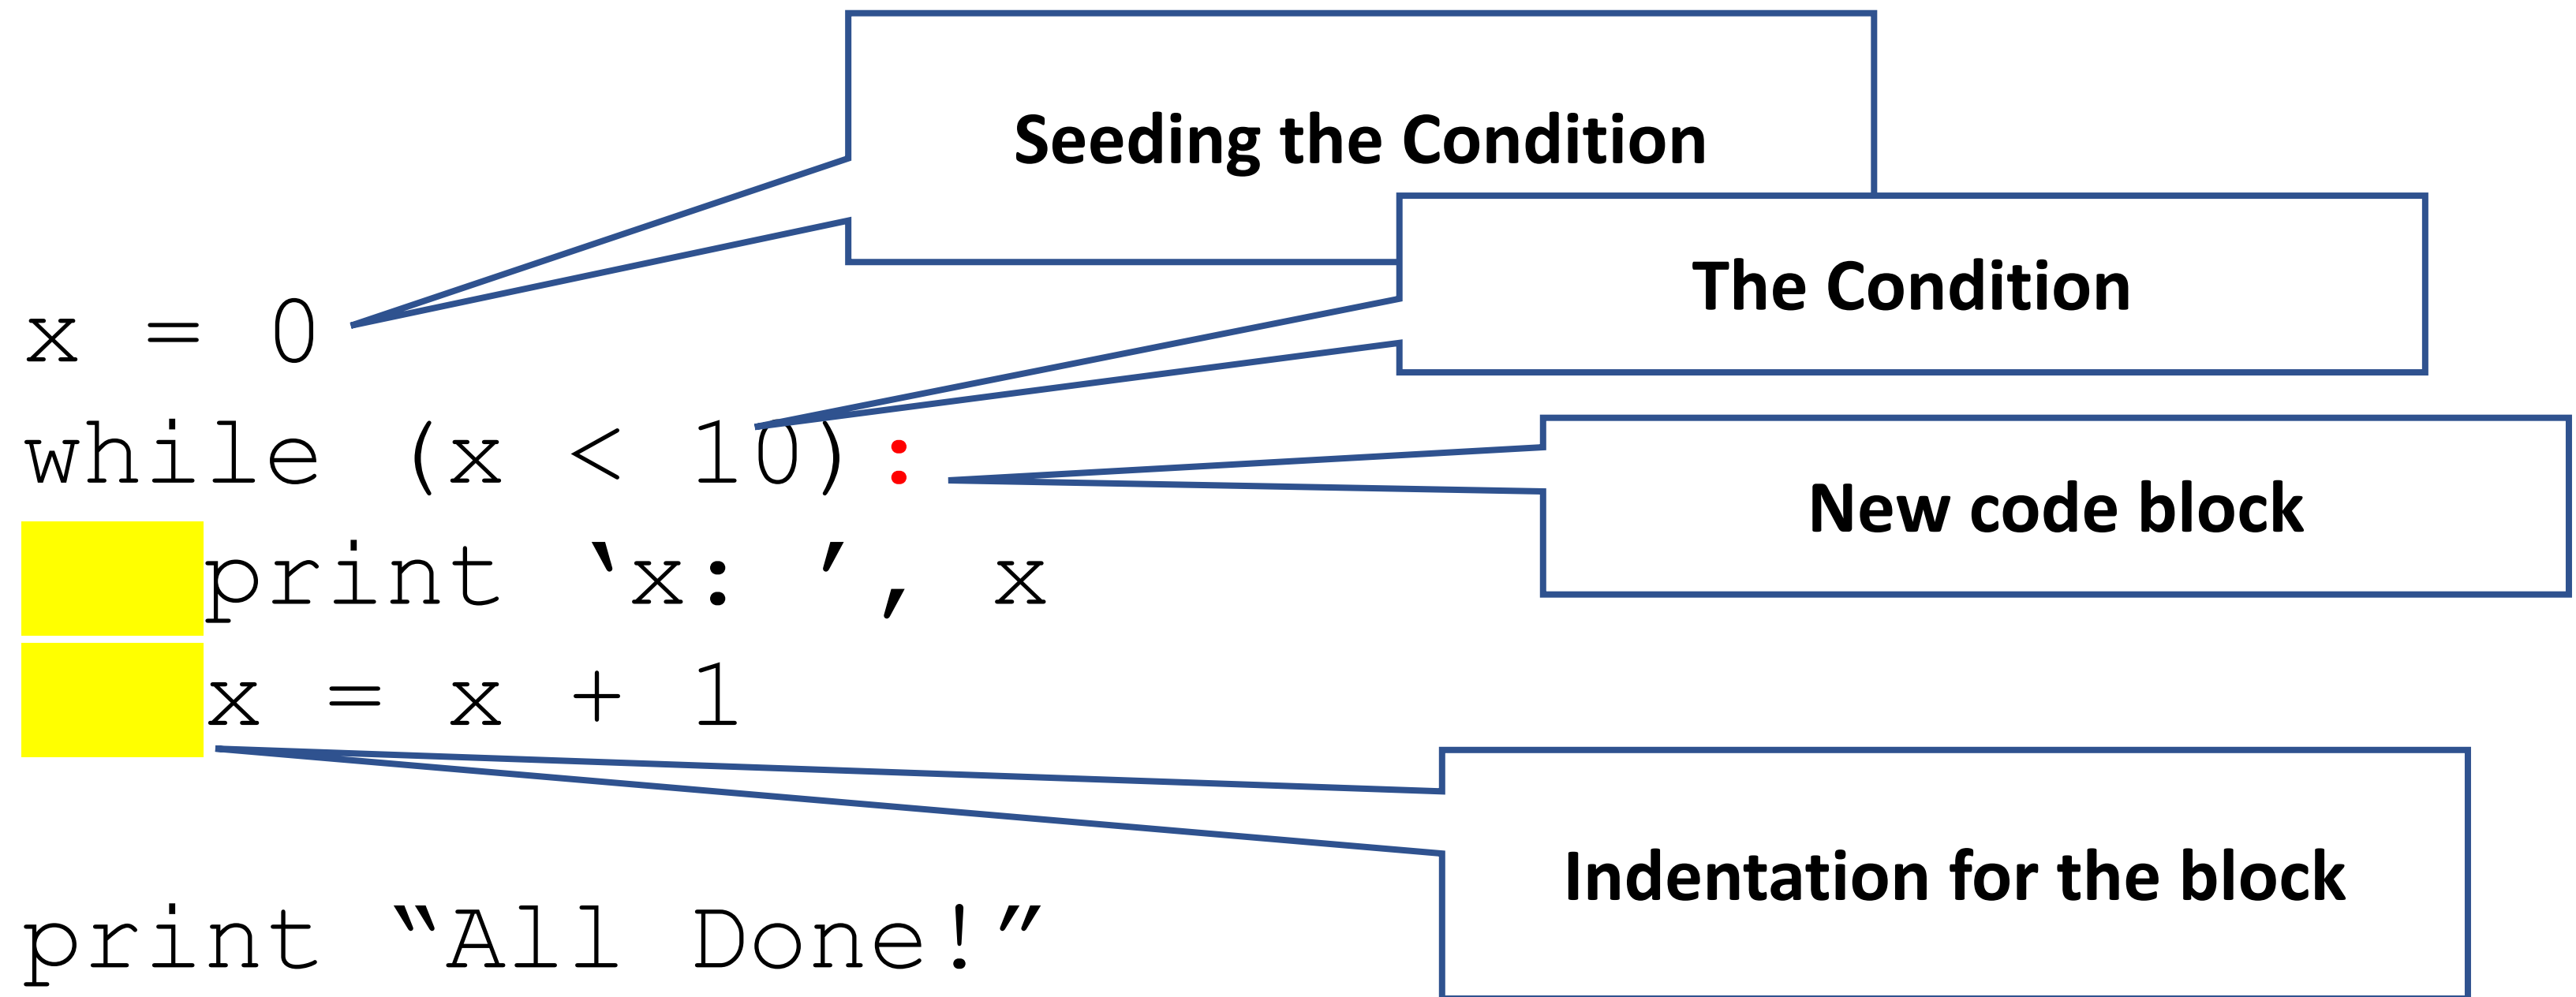 Seeding the Condition
The Condition
x = 0
while (x < 10):
New code block
    print ‘x: ’, x
    x = x + 1
Indentation for the block
print “All Done!”